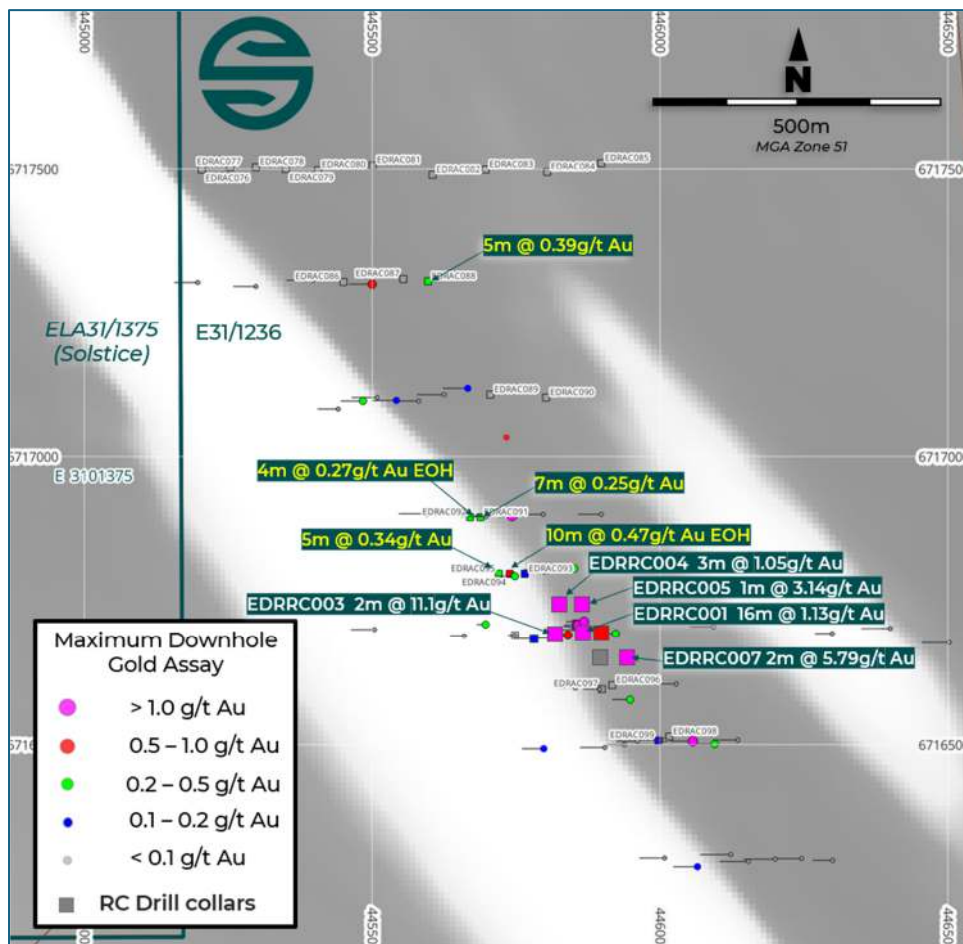 445000
445500
446000
446500
N
500m
MGA Zone 51
6717500
6717500
EDRAC077
EDRAC078
EDRAC080
EDRAC081
EDRAC083
EDRAC085
EDRAC076
EDRAC079
EDRAC082
EDRAC084
5m @ 0.39g/t Au
EDRAC086
EDRAC087
EDRAC088
ELA31/1375
(Solstice)
E31/1236
EDRAC089
EDRAC090
6717000
6717000
E 3101375
4m @ 0.27g/t Au EOH
7m @ 0.25g/t Au
EDRAC092
EDRAC091
5m @ 0.34g/t Au
10m @ 0.47g/t Au EOH
EDRAC093
EDRAC094
EDRRC004 3m @ 1.05g/t Au
EDRRC005 1m @ 3.14g/t Au
EDRRC003 2m @ 11.1g/t Au
EDRRC001 16m @ 1.13g/t Au
EDRRC007 2m @ 5.79g/t Au
EDRAC097
EDRAC096
EDRAC099
EDRAC098
671650
671650
Maximum Downhole
Gold Assay
> 1.0 g/t Au
0.5 – 1.0 g/t Au
0.2 – 0.5 g/t Au
0.1 – 0.2 g/t Au
< 0.1 g/t Au
RC Drill collars
44500
44550
44600
44650